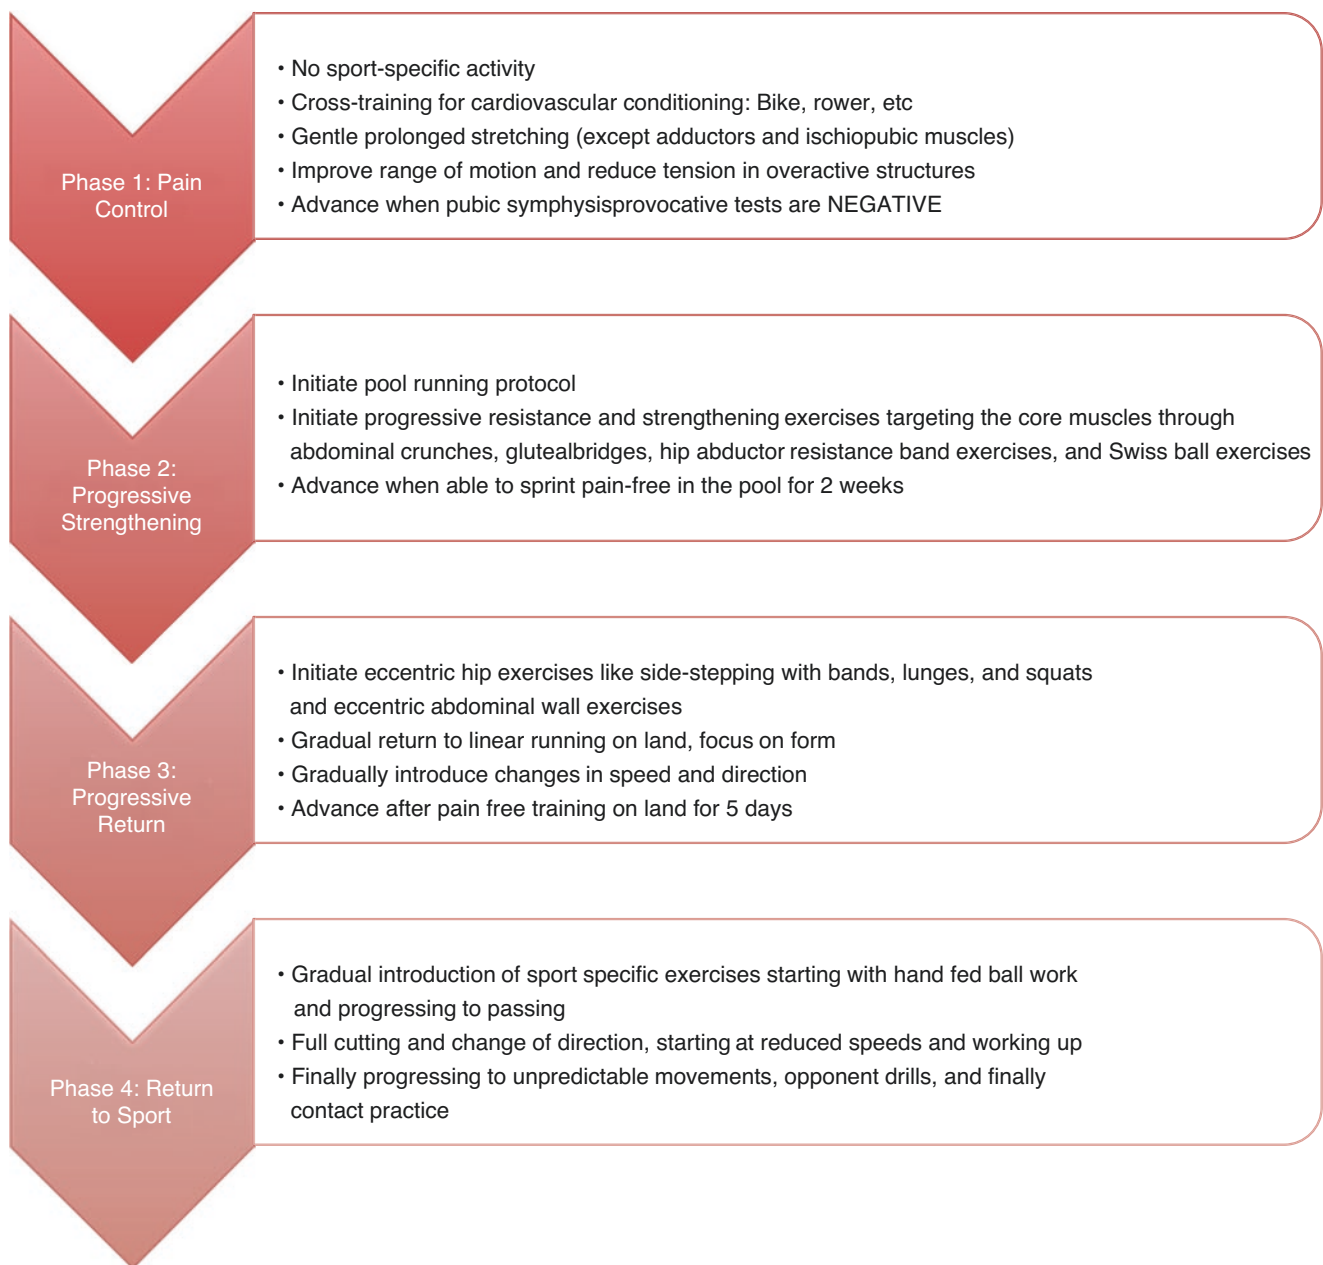 Phase 1: Pain
Control
• No sport-specific activity
• Cross-training for cardiovascular conditioning: Bike, rower, etc
• Gentle prolonged stretching (except adductors and ischiopubic muscles)
• Improve range of motion and reduce tension in overactive structures
• Advance when pubic symphysisprovocative tests are NEGATIVE
Phase 2:
Progressive
Strengthening
• Initiate pool running protocol
• Initiate progressive resistance and strengthening exercises targeting the core muscles through
abdominal crunches, glutealbridges, hip abductor resistance band exercises, and Swiss ball exercises
• Advance when able to sprint pain-free in the pool for 2 weeks
Phase 3:
Progressive
Return
• Initiate eccentric hip exercises like side-stepping with bands, lunges, and squats
and eccentric abdominal wall exercises
• Gradual return to linear running on land, focus on form
• Gradually introduce changes in speed and direction
• Advance after pain free training on land for 5 days
Phase 4: Return
to Sport
• Gradual introduction of sport specific exercises starting with hand fed ball work
and progressing to passing
• Full cutting and change of direction, starting at reduced speeds and working up
• Finally progressing to unpredictable movements, opponent drills, and finally
contact practice